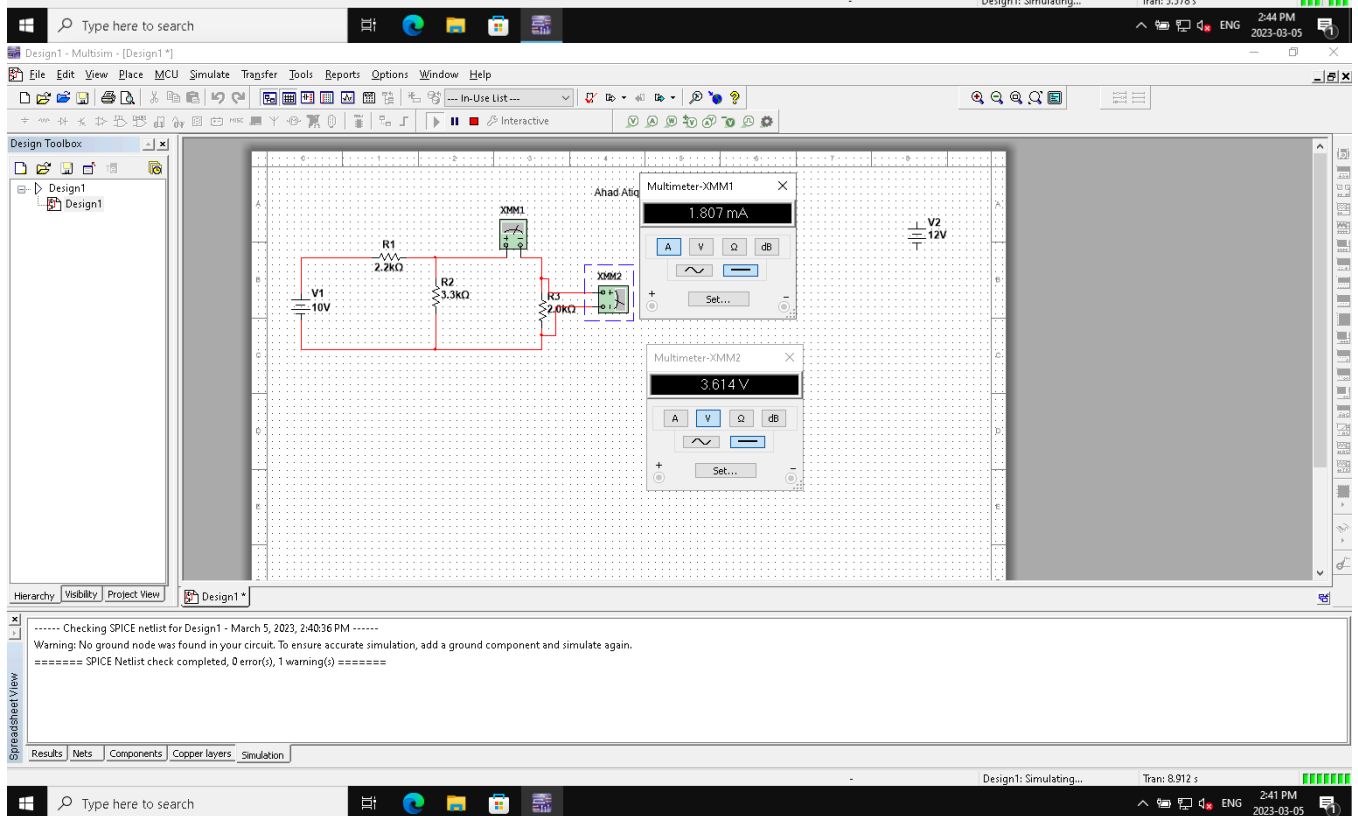 Design1: Simulating... Tran: 3.378 s
Type here to search
ENG
2:44 PM
2023-03-05
Design1 - Multisim - [Design1 *]
File Edit View Place MCU Simulate Transfer Tools Reports Options Window Help
--- In-Use List ---
Interactive
Design Toolbox
Design1
Design1
Ahad Atiq
XMM1
R1
2.2kΩ
R2
3.3kΩ
V1
10V
R3
2.0kΩ
XMM2
V2
12V
Multimeter-XMM1
1.807 mA
A V Ω dB
Set...
+ -
Multimeter-XMM2
3.614 V
A V Ω dB
Set...
+ -
Hierarchy Visibility Project View
Design1 *
------ Checking SPICE netlist for Design1 - March 5, 2023, 2:40:36 PM ------
Warning: No ground node was found in your circuit. To ensure accurate simulation, add a ground component and simulate again.
======= SPICE Netlist check completed, 0 error(s), 1 warning(s) =======
Spreadsheet View
Results Nets Components Copper layers Simulation
- Design1: Simulating... Tran: 8.912 s
Type here to search
ENG
2:41 PM
2023-03-05